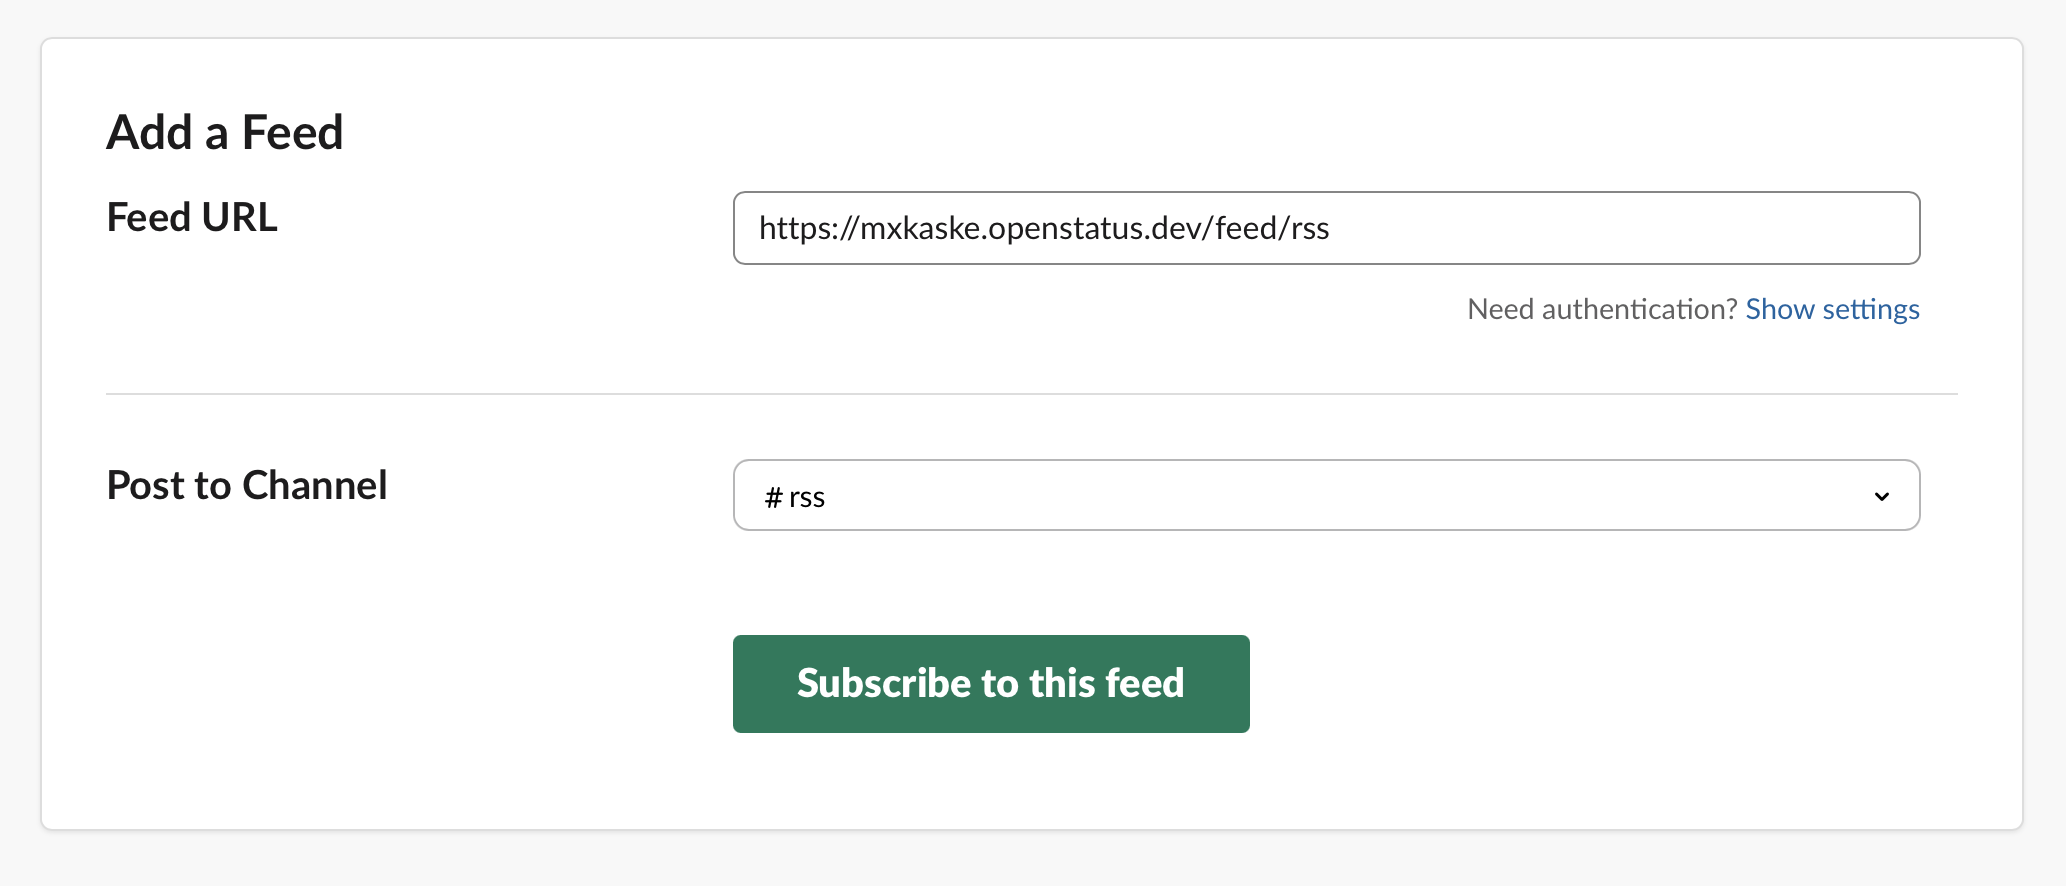 Add a Feed
Feed URL
https://mxkaske.openstatus.dev/feed/rss
Need authentication? Show settings
Post to Channel
# rss
Subscribe to this feed